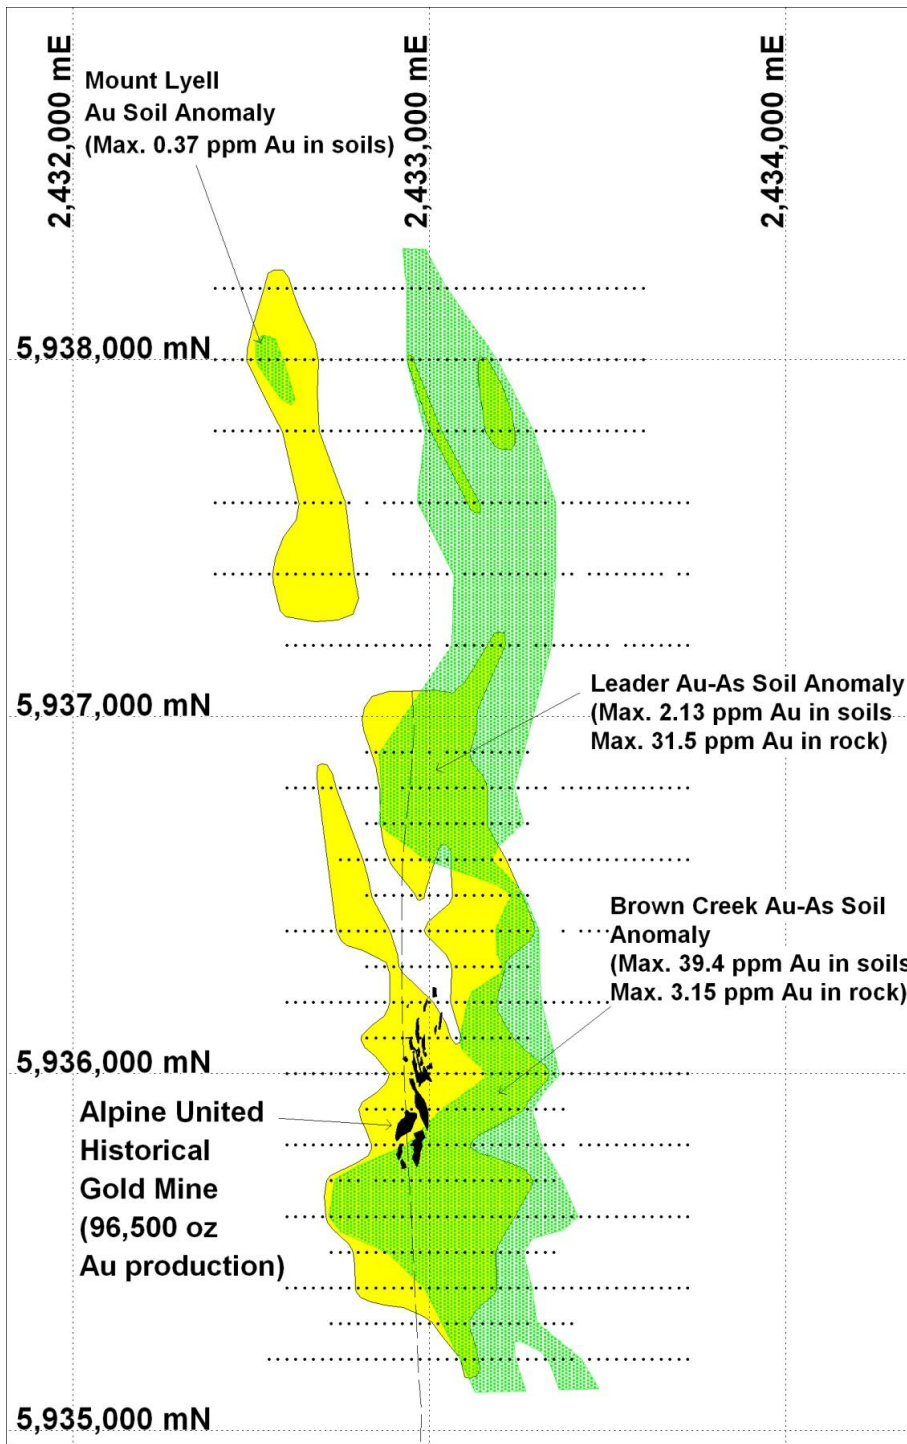 2,432,000 mE
2,433,000 mE
2,434,000 mE
Mount Lyell
Au Soil Anomaly
(Max. 0.37 ppm Au in soils)
5,938,000 mN
5,937,000 mN
Leader Au-As Soil Anomaly
(Max. 2.13 ppm Au in soils
Max. 31.5 ppm Au in rock)
Brown Creek Au-As Soil
Anomaly
(Max. 39.4 ppm Au in soils
Max. 3.15 ppm Au in rock)
5,936,000 mN
Alpine United
Historical
Gold Mine
(96,500 oz
Au production)
5,935,000 mN